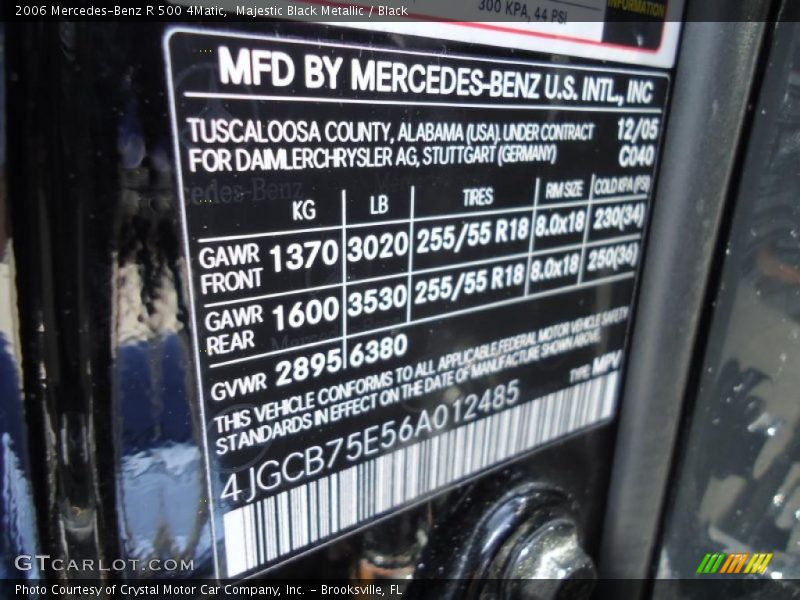 2006 Mercedes-Benz R 500 4Matic, Majestic Black Metallic / Black
300 KPA, 44 PSI
INFORMATION
MFD BY MERCEDES-BENZ U.S. INTL., INC
TUSCALOOSA COUNTY, ALABAMA (USA), UNDER CONTRACT 12/05
FOR DAIMLERCHRYSLER AG, STUTTGART (GERMANY) C040
KG LB TIRES RIM SIZE COLD KPA (PSI)
GAWR FRONT 1370 3020 255/55 R18 8.0x18 230(34)
GAWR REAR 1600 3530 255/55 R18 8.0x18 250(36)
GVWR 2895 6380
THIS VEHICLE CONFORMS TO ALL APPLICABLE FEDERAL MOTOR VEHICLE SAFETY
STANDARDS IN EFFECT ON THE DATE OF MANUFACTURE SHOWN ABOVE.
TYPE: MPV
4JGCB75E56A012485
GTCARLOT.COM
Photo Courtesy of Crystal Motor Car Company, Inc. - Brooksville, FL